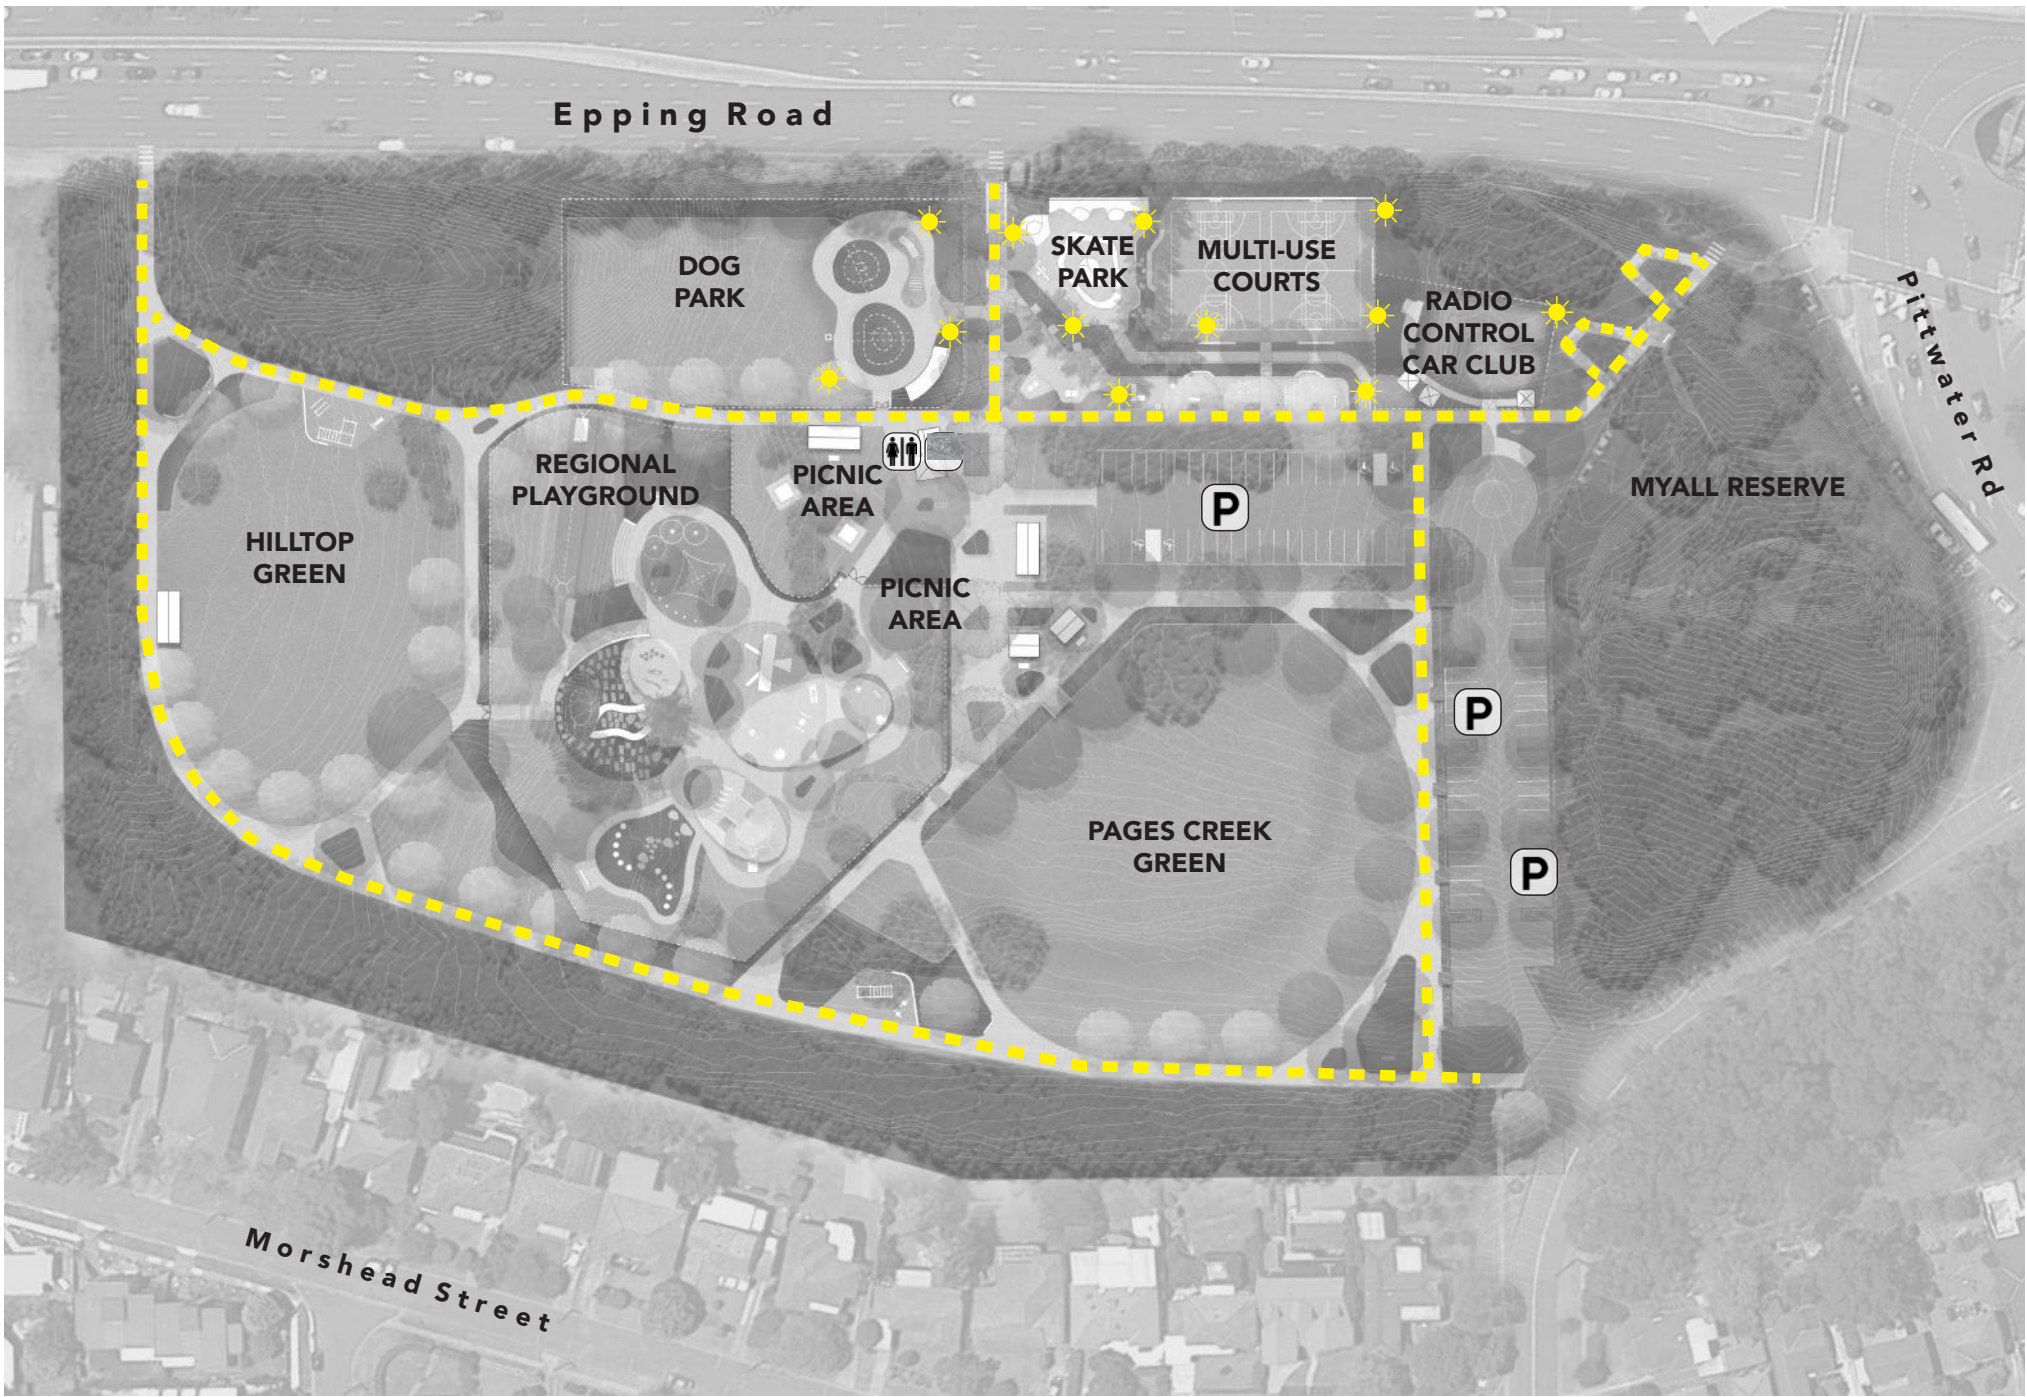 Epping Road
DOG
PARK
SKATE
PARK
MULTI-USE
COURTS
RADIO
CONTROL
CAR CLUB
Pittwater Rd
REGIONAL
PLAYGROUND
PICNIC
AREA
P
MYALL RESERVE
HILLTOP
GREEN
PICNIC
AREA
P
PAGES CREEK
GREEN
P
Morshead Street